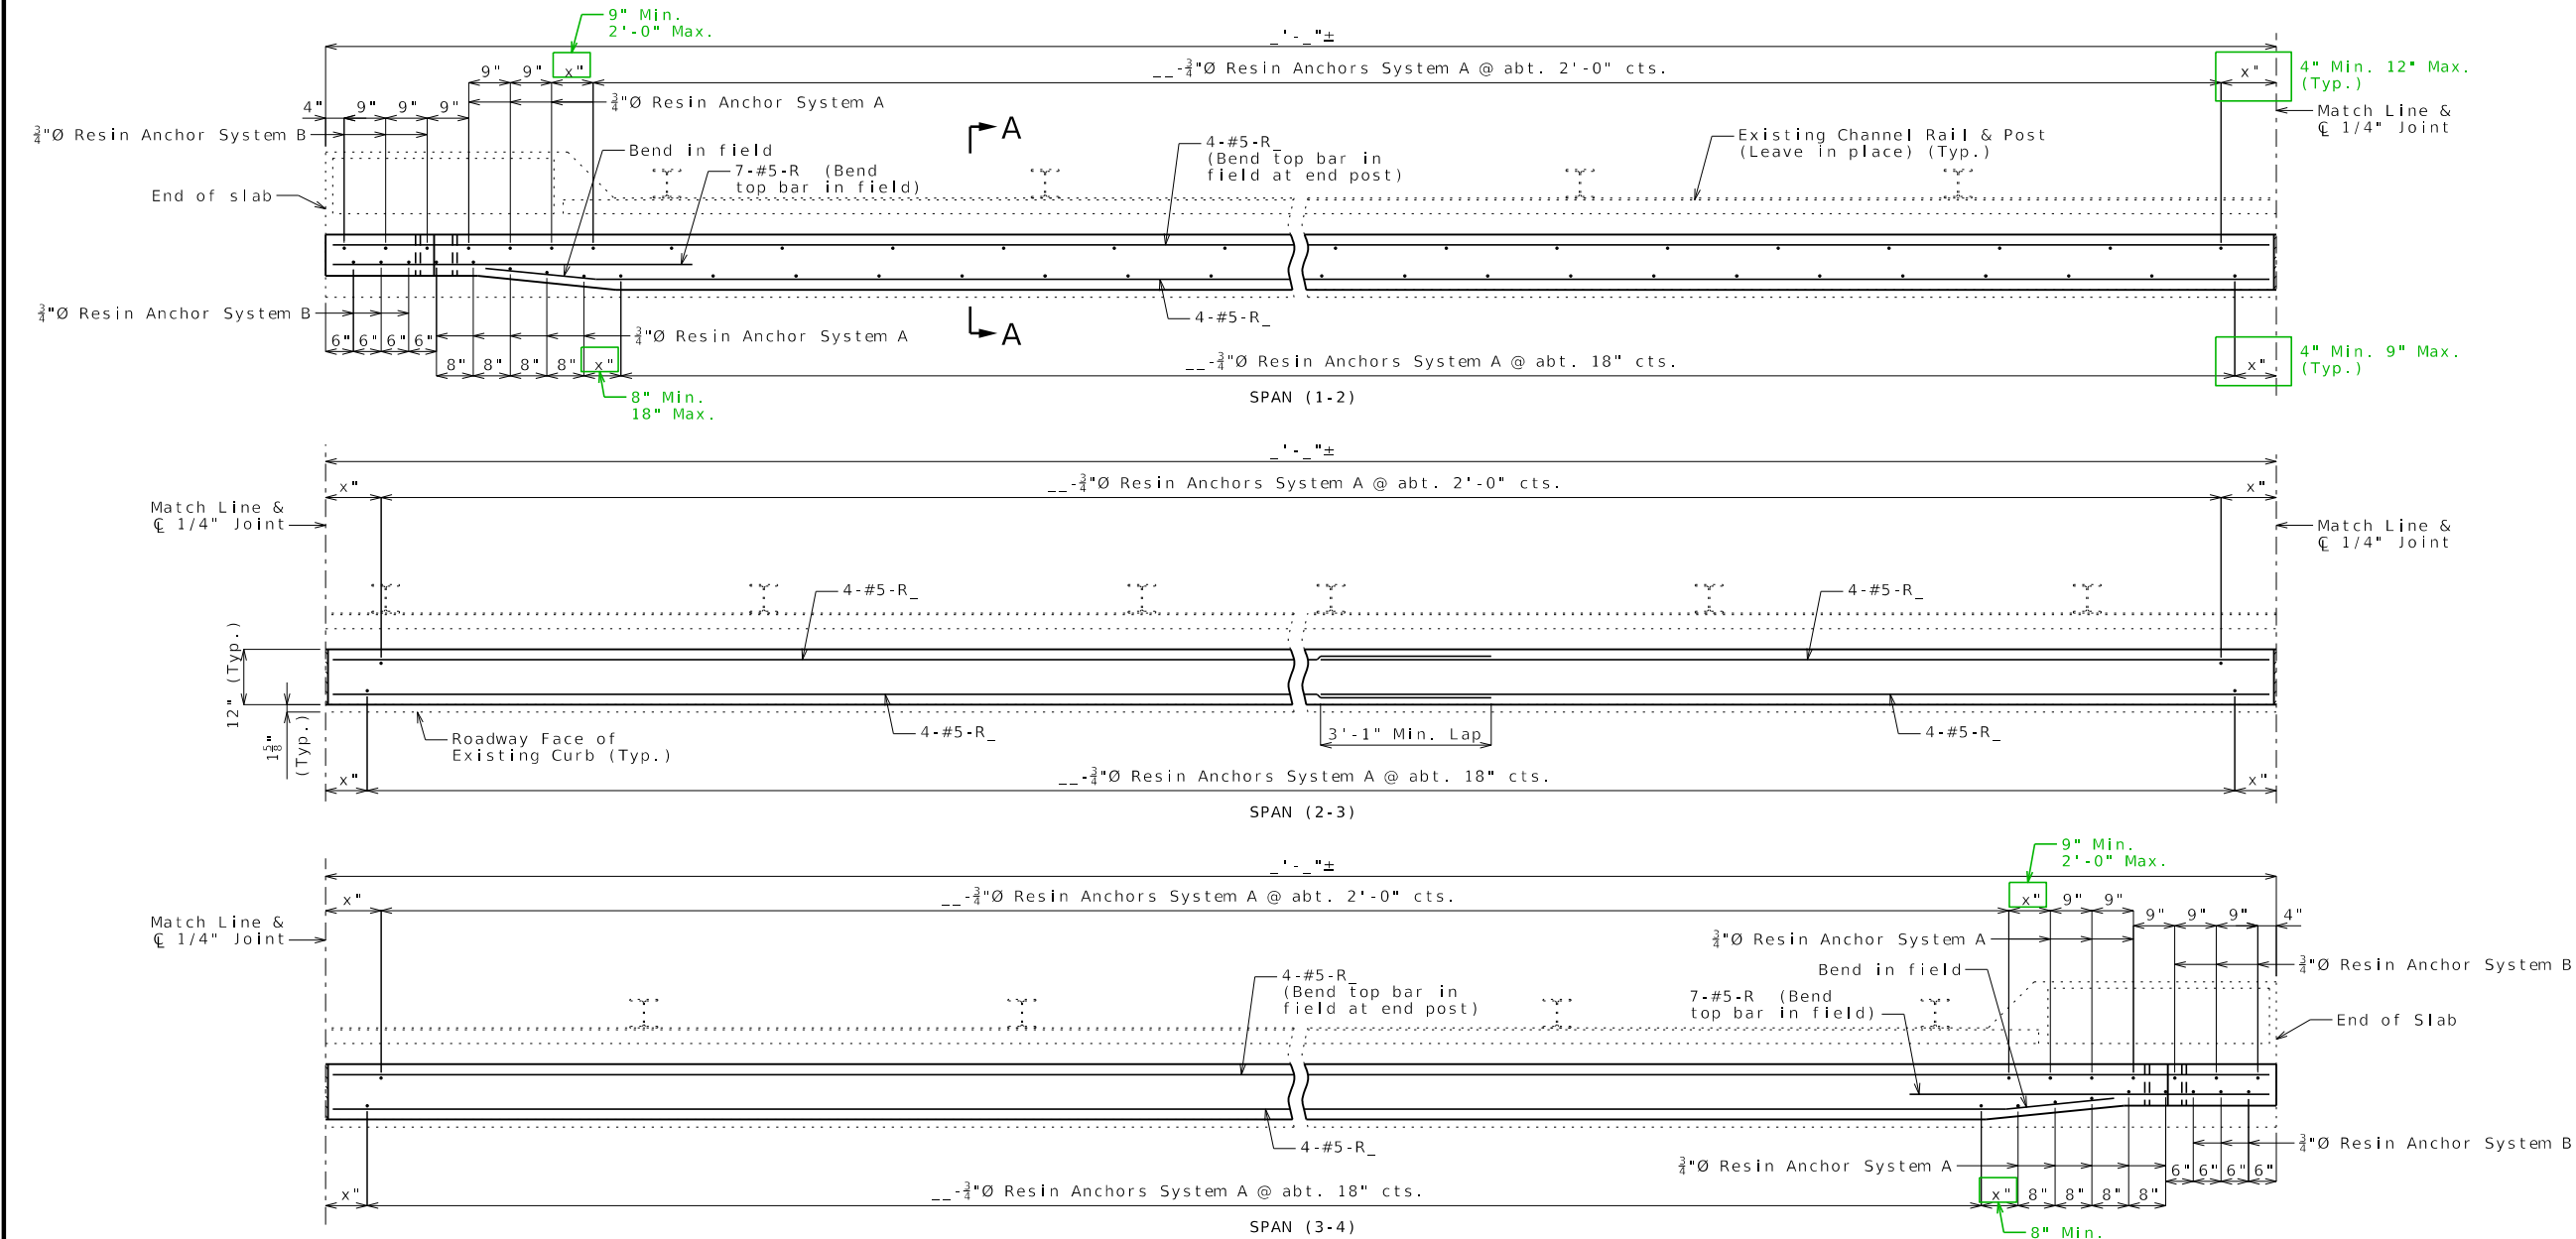 9" Min.
2'-0" Max.
_'-_"±
9" 9" x"
__-¾"Ø Resin Anchors System A @ abt. 2'-0" cts.
x"
4" Min. 12" Max.
(Typ.)
4" 9" 9" 9"
¾"Ø Resin Anchor System A
Match Line &
℄ 1/4" Joint
¾"Ø Resin Anchor System B
A
Bend in field
4-#5-R_
(Bend top bar in
field at end post)
Existing Channel Rail & Post
(Leave in place) (Typ.)
7-#5-R (Bend
top bar in field)
End of slab
¾"Ø Resin Anchor System B
4-#5-R_
A
6" 6" 6" 6"
¾"Ø Resin Anchor System A
8" 8" 8" 8" x"
__-¾"Ø Resin Anchors System A @ abt. 18" cts.
x"
4" Min. 9" Max.
(Typ.)
8" Min.
18" Max.
SPAN (1-2)
_'-_"±
x"
__-¾"Ø Resin Anchors System A @ abt. 2'-0" cts.
x"
Match Line &
℄ 1/4" Joint
Match Line &
℄ 1/4" Joint
4-#5-R_
4-#5-R_
12" (Typ.)
1⅝"
(Typ.)
Roadway Face of
Existing Curb (Typ.)
4-#5-R_
3'-1" Min. Lap
4-#5-R_
x"
__-¾"Ø Resin Anchors System A @ abt. 18" cts.
x"
SPAN (2-3)
9" Min.
2'-0" Max.
_'-_"±
x"
__-¾"Ø Resin Anchors System A @ abt. 2'-0" cts.
x" 9" 9"
9" 9" 9" 4"
Match Line &
℄ 1/4" Joint
¾"Ø Resin Anchor System A
¾"Ø Resin Anchor System B
Bend in field
4-#5-R_
(Bend top bar in
field at end post)
7-#5-R (Bend
top bar in field)
End of Slab
4-#5-R_
¾"Ø Resin Anchor System B
¾"Ø Resin Anchor System A
6" 6" 6" 6"
x"
__-¾"Ø Resin Anchors System A @ abt. 18" cts.
x" 8" 8" 8" 8"
SPAN (3-4)
8" Min.